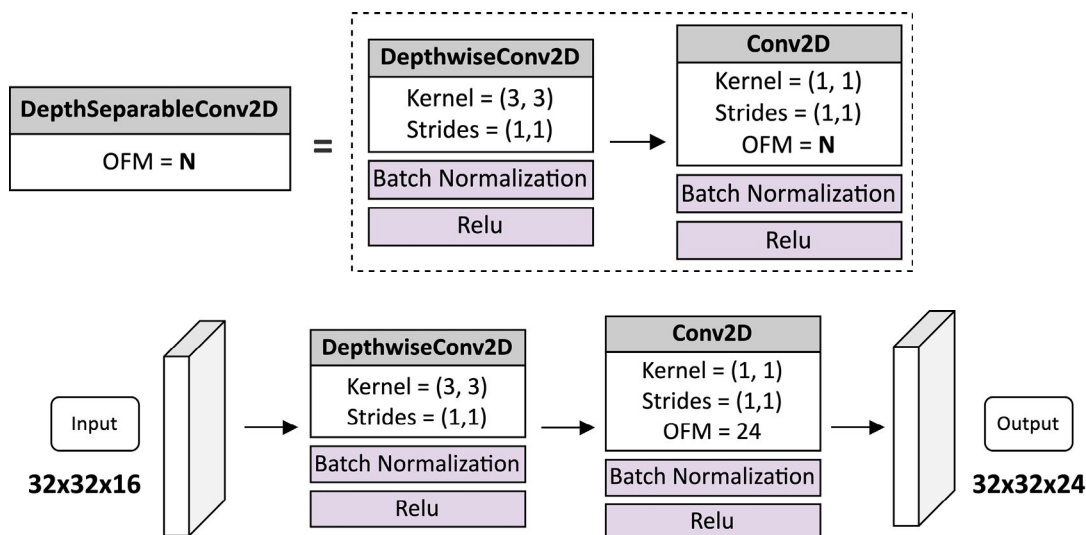 DepthSeparableConv2D
OFM = N
=
DepthwiseConv2D
Kernel = (3, 3)
Strides = (1,1)
Batch Normalization
Relu
Conv2D
Kernel = (1, 1)
Strides = (1,1)
OFM = N
Batch Normalization
Relu
Input
32x32x16
DepthwiseConv2D
Kernel = (3, 3)
Strides = (1,1)
Batch Normalization
Relu
Conv2D
Kernel = (1, 1)
Strides = (1,1)
OFM = 24
Batch Normalization
Relu
Output
32x32x24